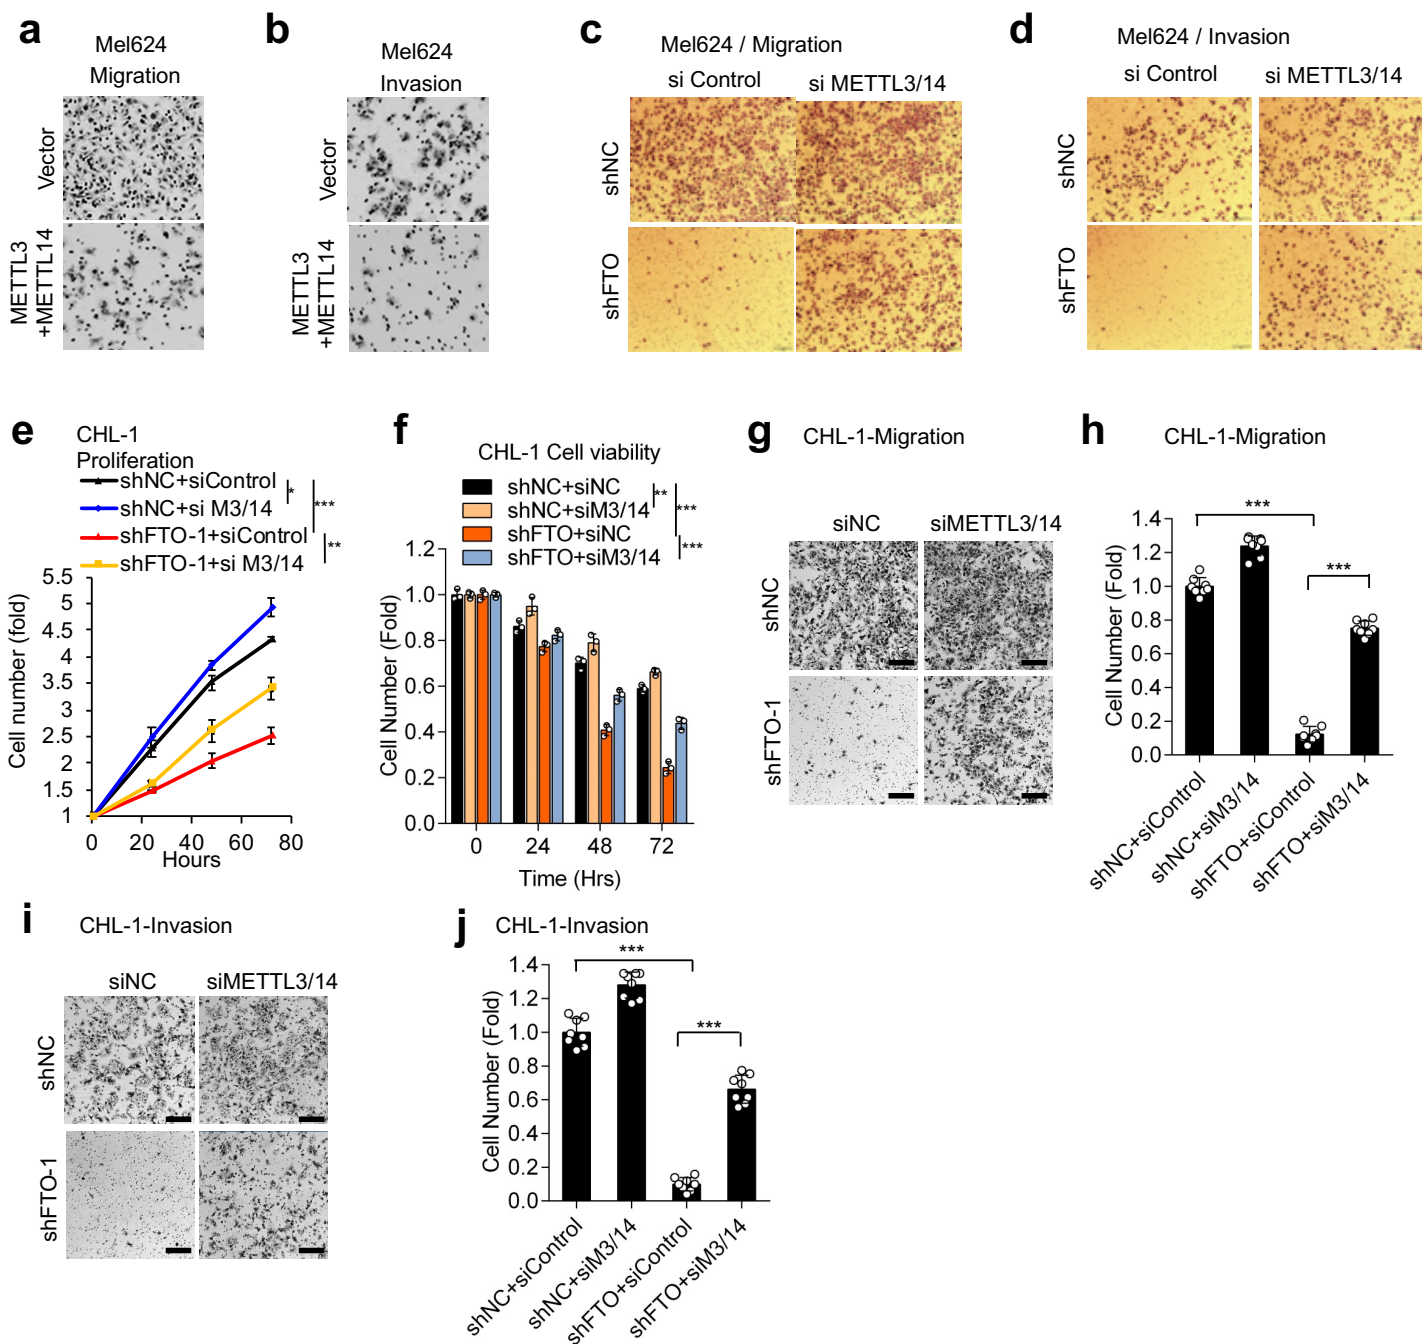 a
Mel624
Migration
Vector
METTL3
+METTL14
b
Mel624
Invasion
Vector
METTL3
+METTL14
c
Mel624 / Migration
si Control
si METTL3/14
shNC
shFTO
d
Mel624 / Invasion
si Control
si METTL3/14
shNC
shFTO
e
CHL-1
Proliferation
shNC+siControl
shNC+si M3/14
shFTO-1+siControl
shFTO-1+si M3/14
*
***
**
Cell number (fold)
5.5
5
4.5
4
3.5
3
2.5
2
1.5
1
0 20 40 60 80
Hours
f
CHL-1 Cell viability
shNC+siNC
shNC+siM3/14
shFTO+siNC
shFTO+siM3/14
**
***
***
Cell Number (Fold)
1.2
1.0
0.8
0.6
0.4
0.2
0.0
0 24 48 72
Time (Hrs)
g
CHL-1-Migration
siNC
siMETTL3/14
shNC
shFTO-1
h
CHL-1-Migration
***
***
Cell Number (Fold)
1.4
1.2
1.0
0.8
0.6
0.4
0.2
0.0
shNC+siControl
shNC+siM3/14
shFTO+siControl
shFTO+siM3/14
i
CHL-1-Invasion
siNC
siMETTL3/14
shNC
shFTO-1
j
CHL-1-Invasion
***
***
Cell Number (Fold)
1.4
1.2
1.0
0.8
0.6
0.4
0.2
0.0
shNC+siControl
shNC+siM3/14
shFTO+siControl
shFTO+siM3/14